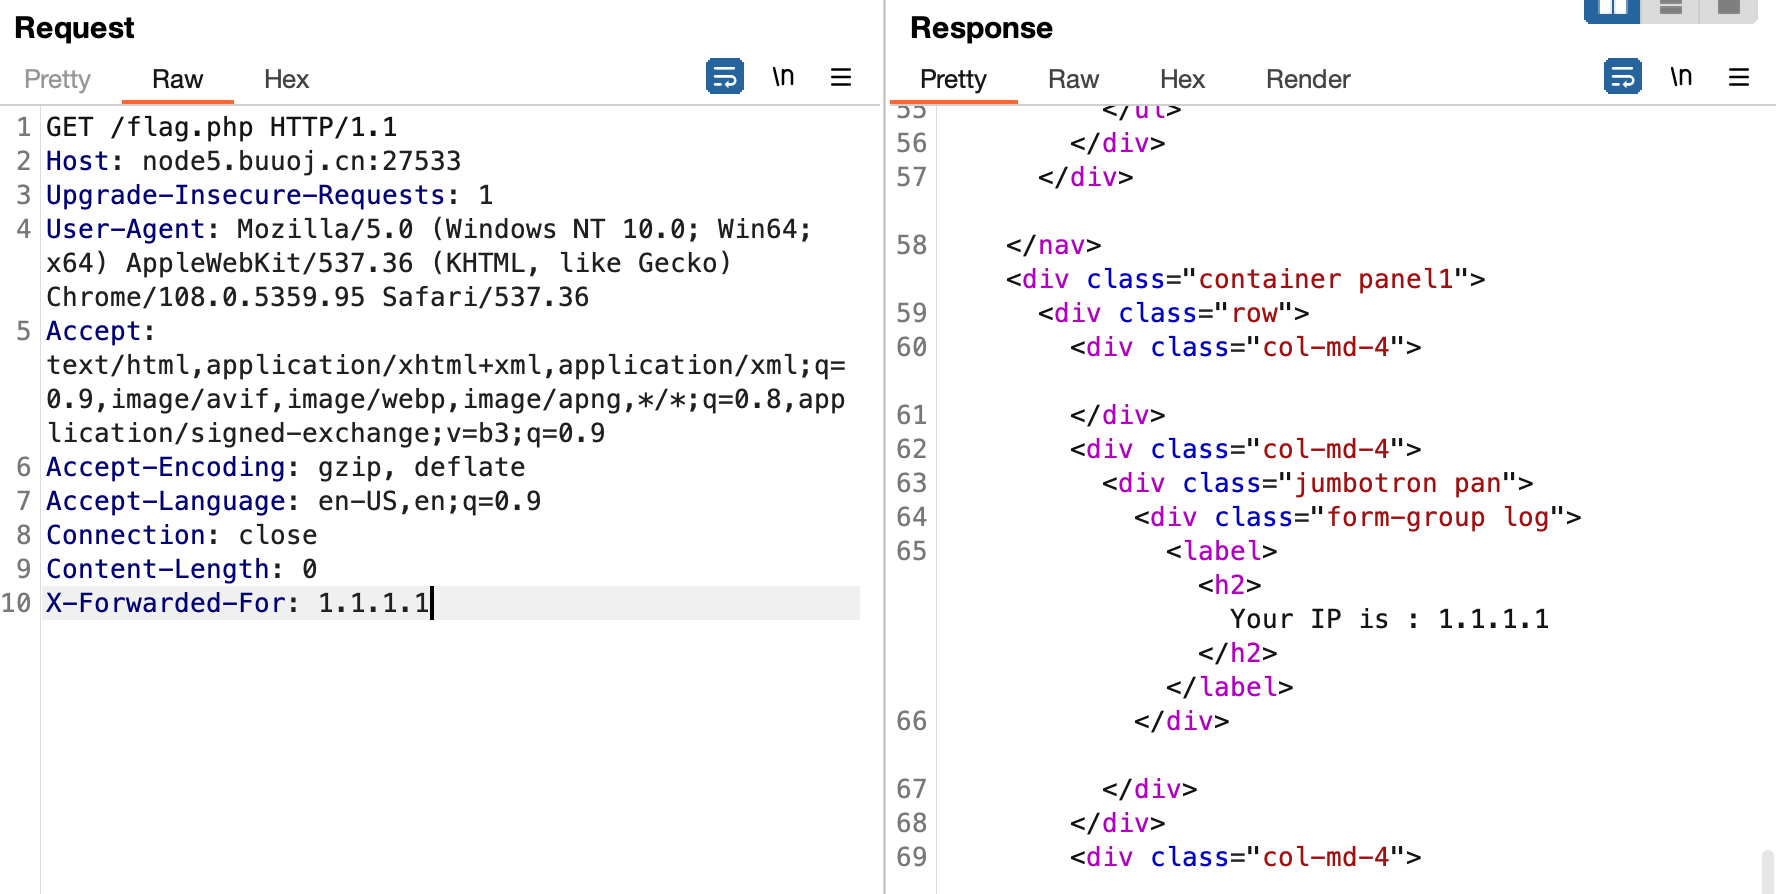 Request
Pretty Raw Hex \n
1 GET /flag.php HTTP/1.1
2 Host: node5.buuoj.cn:27533
3 Upgrade-Insecure-Requests: 1
4 User-Agent: Mozilla/5.0 (Windows NT 10.0; Win64;
x64) AppleWebKit/537.36 (KHTML, like Gecko)
Chrome/108.0.5359.95 Safari/537.36
5 Accept:
text/html,application/xhtml+xml,application/xml;q=
0.9,image/avif,image/webp,image/apng,*/*;q=0.8,app
lication/signed-exchange;v=b3;q=0.9
6 Accept-Encoding: gzip, deflate
7 Accept-Language: en-US,en;q=0.9
8 Connection: close
9 Content-Length: 0
10 X-Forwarded-For: 1.1.1.1
Response
Pretty Raw Hex Render \n
55 </ul>
56 </div>
57 </div>
58 </nav>
<div class="container panel1">
59 <div class="row">
60 <div class="col-md-4">
61 </div>
62 <div class="col-md-4">
63 <div class="jumbotron pan">
64 <div class="form-group log">
65 <label>
<h2>
Your IP is : 1.1.1.1
</h2>
</label>
66 </div>
67 </div>
68 </div>
69 <div class="col-md-4">